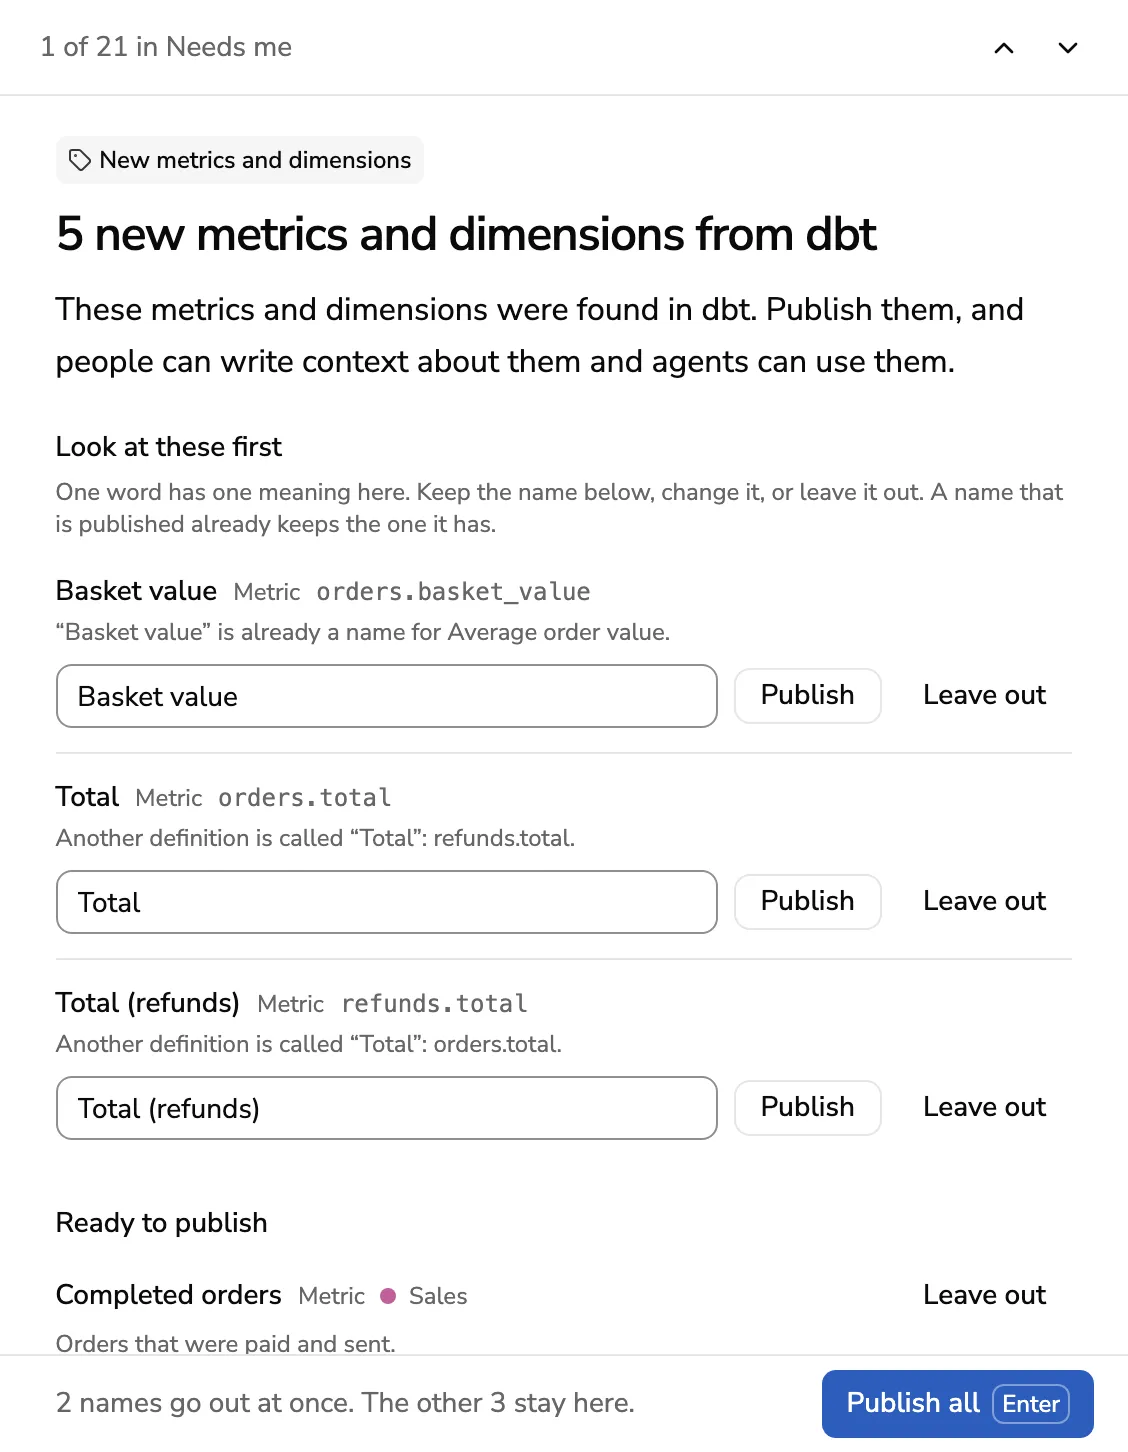 1 of 21 in Needs me
New metrics and dimensions
5 new metrics and dimensions from dbt
These metrics and dimensions were found in dbt. Publish them, and
people can write context about them and agents can use them.
Look at these first
One word has one meaning here. Keep the name below, change it, or leave it out. A name that
is published already keeps the one it has.
Basket value Metric orders.basket_value
“Basket value” is already a name for Average order value.
Basket value Publish Leave out
Total Metric orders.total
Another definition is called “Total”: refunds.total.
Total Publish Leave out
Total (refunds) Metric refunds.total
Another definition is called “Total”: orders.total.
Total (refunds) Publish Leave out
Ready to publish
Completed orders Metric Sales Leave out
Orders that were paid and sent.
2 names go out at once. The other 3 stay here. Publish all Enter